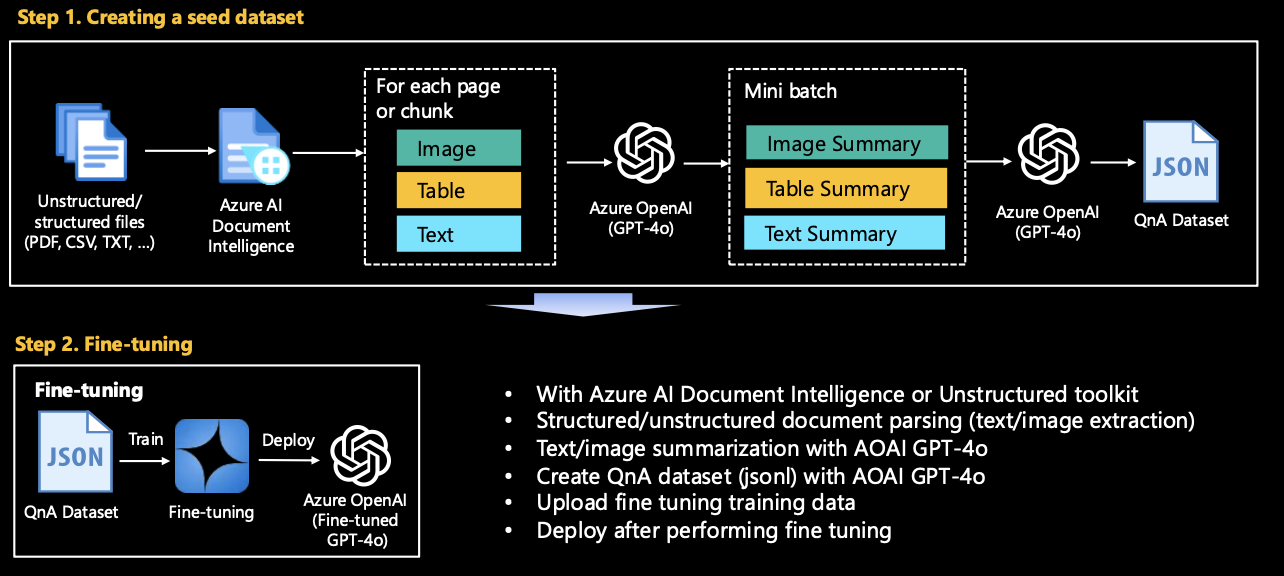 Step 1. Creating a seed dataset
Unstructured/
structured files
(PDF, CSV, TXT, ...)
Azure AI
Document
Intelligence
For each page
or chunk
Image
Table
Text
Azure OpenAI
(GPT-4o)
Mini batch
Image Summary
Table Summary
Text Summary
Azure OpenAI
(GPT-4o)
JSON
QnA Dataset
Step 2. Fine-tuning
Fine-tuning
JSON
QnA Dataset
Train
Fine-tuning
Deploy
Azure OpenAI
(Fine-tuned
GPT-4o)
• With Azure AI Document Intelligence or Unstructured toolkit
• Structured/unstructured document parsing (text/image extraction)
• Text/image summarization with AOAI GPT-4o
• Create QnA dataset (jsonl) with AOAI GPT-4o
• Upload fine tuning training data
• Deploy after performing fine tuning